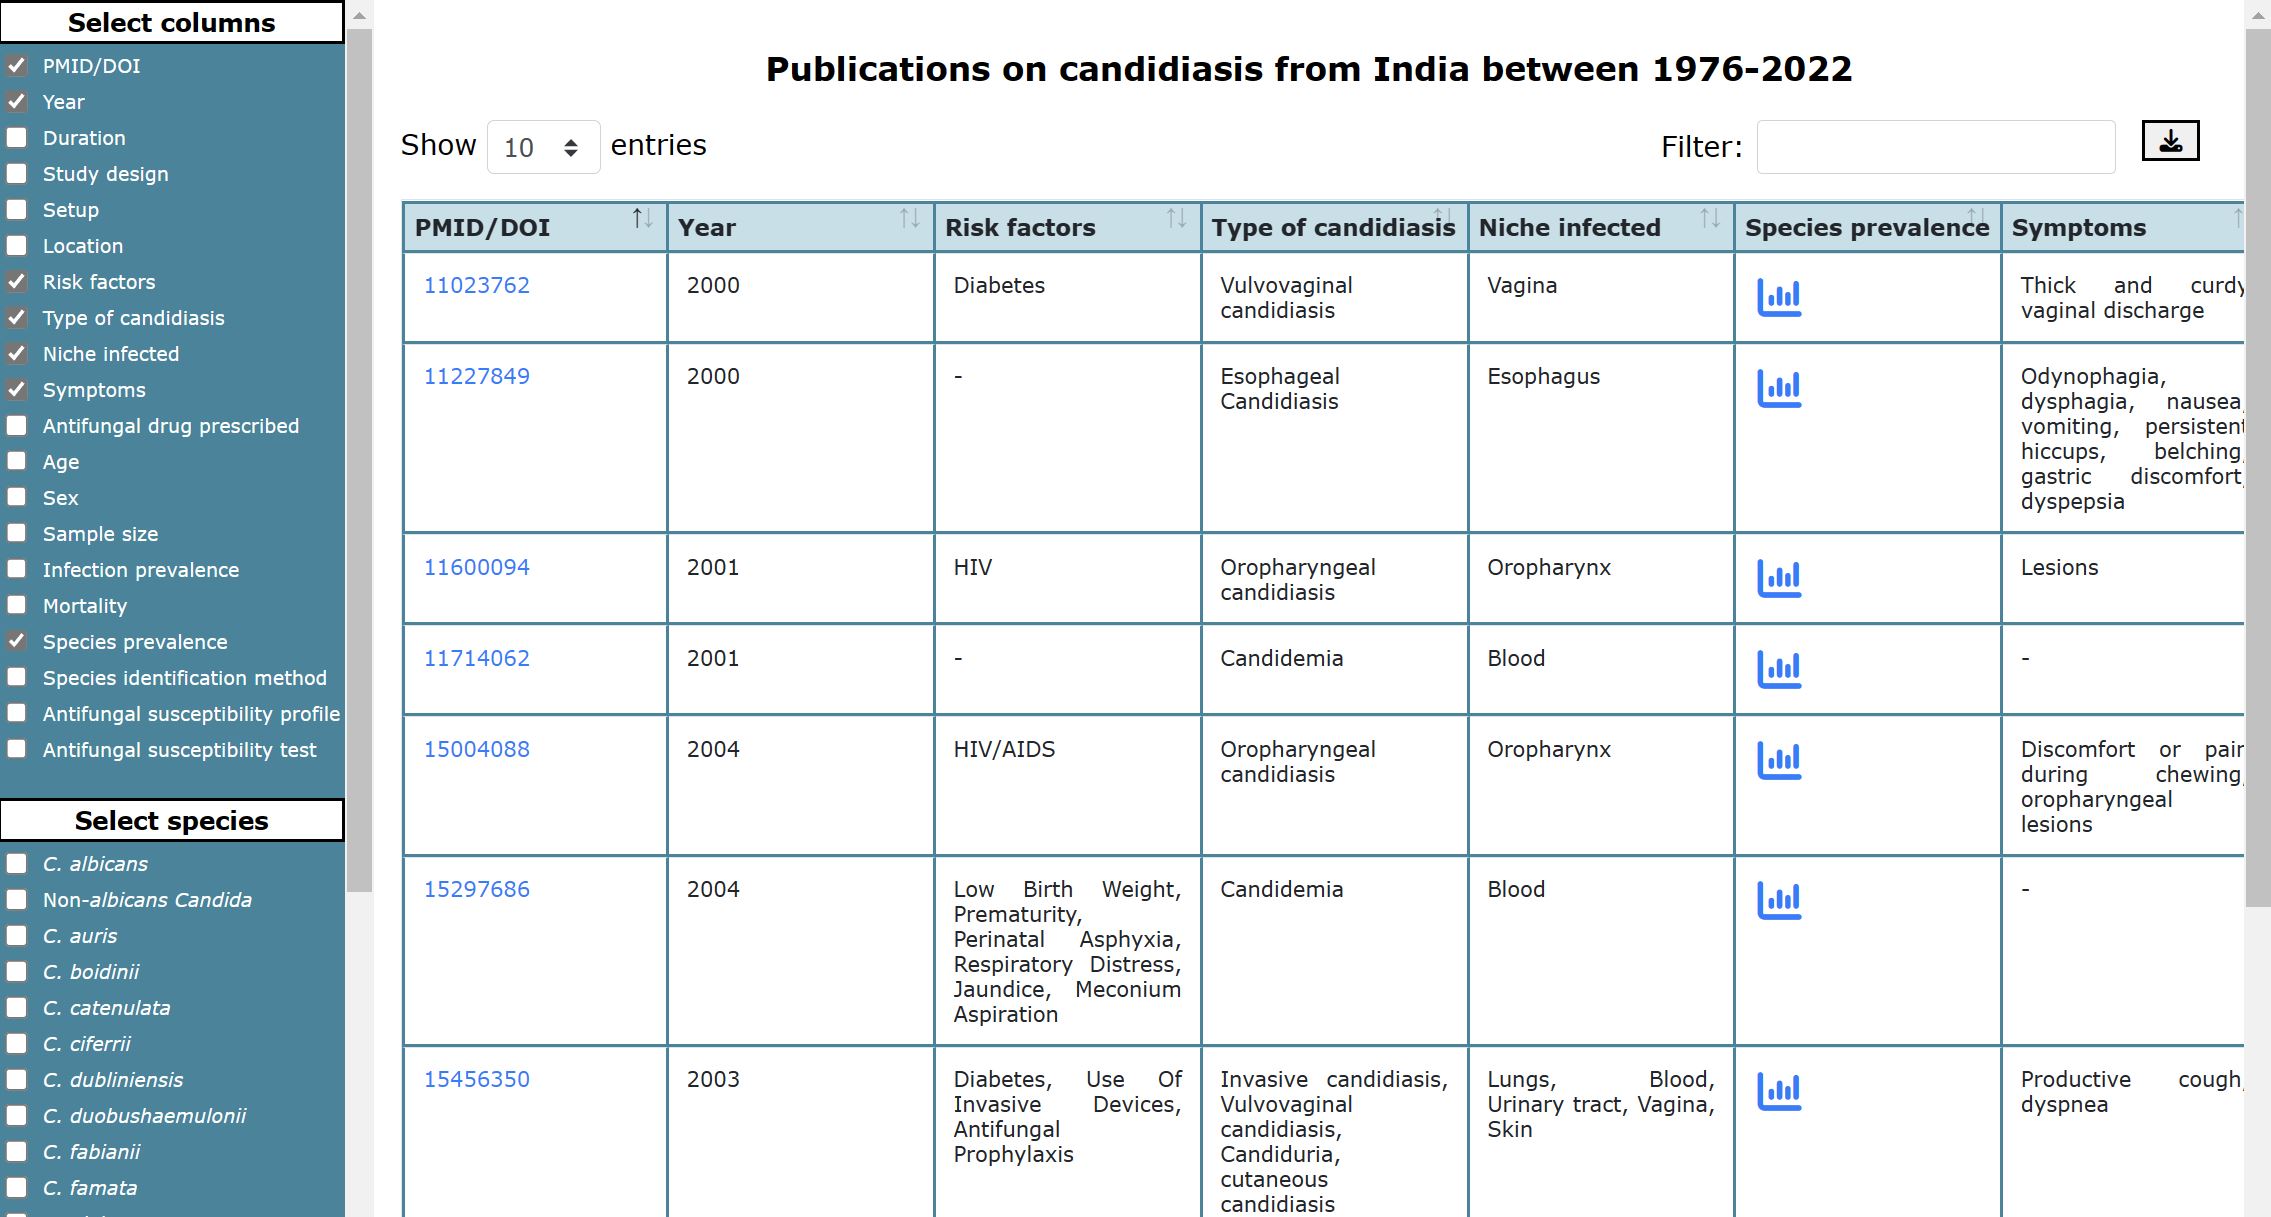 Select columns
PMID/DOI
Year
Duration
Study design
Setup
Location
Risk factors
Type of candidiasis
Niche infected
Symptoms
Antifungal drug prescribed
Age
Sex
Sample size
Infection prevalence
Mortality
Species prevalence
Species identification method
Antifungal susceptibility profile
Antifungal susceptibility test
Select species
C. albicans
Non-albicans Candida
C. auris
C. boidinii
C. catenulata
C. ciferrii
C. dubliniensis
C. duobushaemulonii
C. fabianii
C. famata
Publications on candidiasis from India between 1976-2022
Show 10 entries
Filter:
PMID/DOI Year Risk factors Type of candidiasis Niche infected Species prevalence Symptoms
11023762
2000
Diabetes
Vulvovaginal
candidiasis
Vagina
Thick and curdy
vaginal discharge
11227849
2000
-
Esophageal
Candidiasis
Esophagus
Odynophagia,
dysphagia, nausea,
vomiting, persistent
hiccups, belching,
gastric discomfort,
dyspepsia
11600094
2001
HIV
Oropharyngeal
candidiasis
Oropharynx
Lesions
11714062
2001
-
Candidemia
Blood
-
15004088
2004
HIV/AIDS
Oropharyngeal
candidiasis
Oropharynx
Discomfort or pain
during chewing,
oropharyngeal
lesions
15297686
2004
Low Birth Weight,
Prematurity,
Perinatal Asphyxia,
Respiratory Distress,
Jaundice, Meconium
Aspiration
Candidemia
Blood
-
15456350
2003
Diabetes, Use Of
Invasive Devices,
Antifungal
Prophylaxis
Invasive candidiasis,
Vulvovaginal
candidiasis,
Candiduria,
cutaneous
candidiasis
Lungs, Blood,
Urinary tract, Vagina,
Skin
Productive cough,
dyspnea